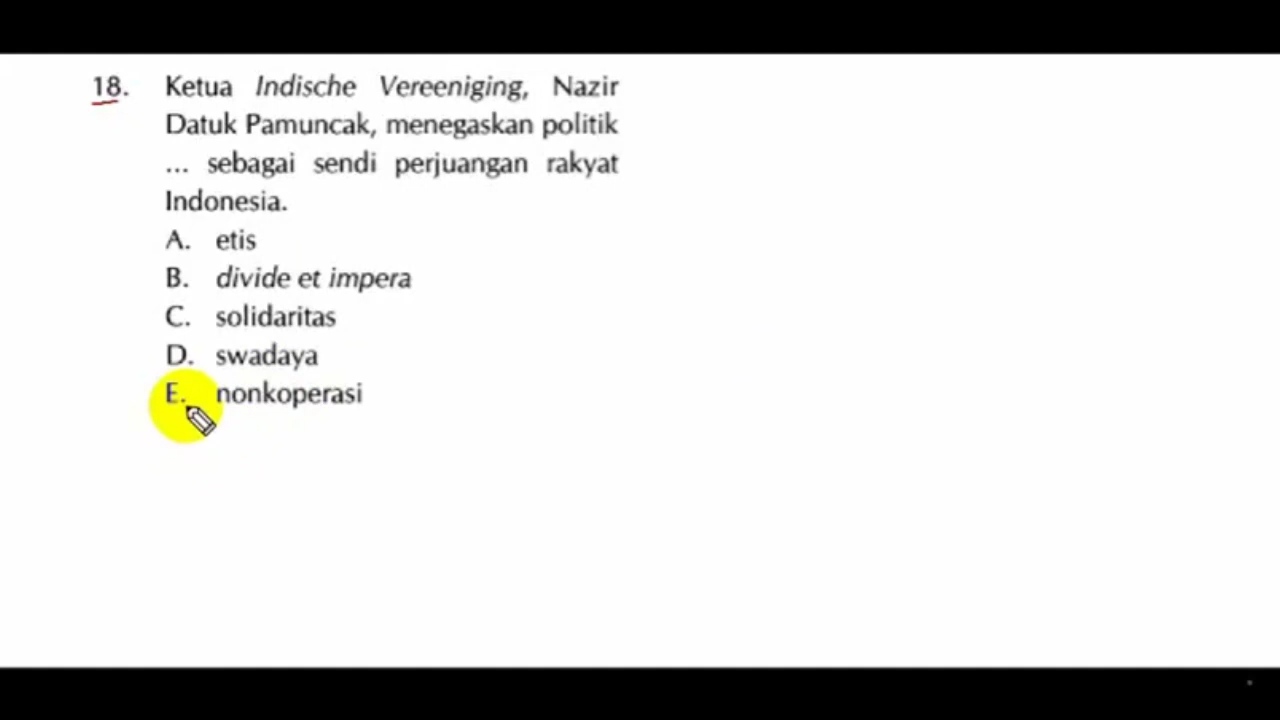 18. Ketua Indische Vereeniging, Nazir
Datuk Pamuncak, menegaskan politik
... sebagai sendi perjuangan rakyat
Indonesia.
A. etis
B. divide et impera
C. solidaritas
D. swadaya
E. nonkoperasi